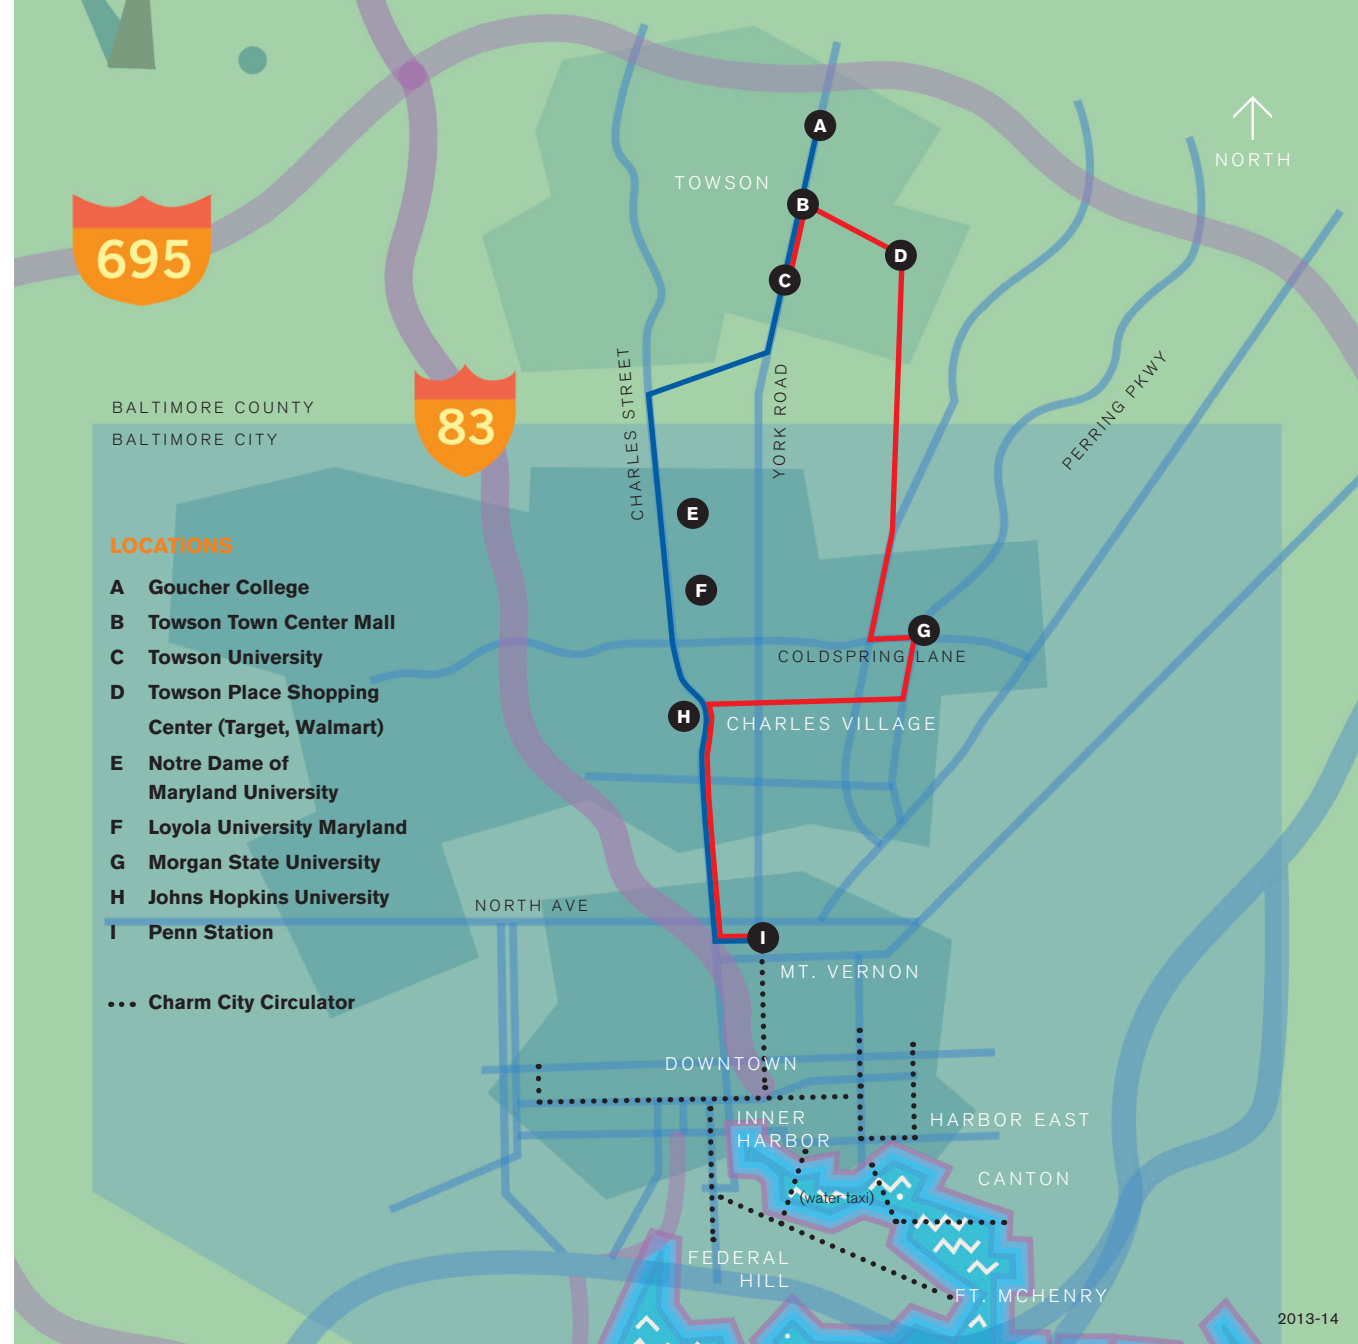 A
NORTH
TOWSON
B
695
D
C
CHARLES STREET
YORK ROAD
PERRING PKWY
BALTIMORE COUNTY
83
BALTIMORE CITY
E
LOCATIONS
A Goucher College
F
B Towson Town Center Mall
G
C Towson University
COLDSPRING LANE
D Towson Place Shopping
Center (Target, Walmart)
H
CHARLES VILLAGE
E Notre Dame of
Maryland University
F Loyola University Maryland
G Morgan State University
H Johns Hopkins University
NORTH AVE
I Penn Station
I
MT. VERNON
Charm City Circulator
DOWNTOWN
INNER
HARBOR
HARBOR EAST
CANTON
(water taxi)
FEDERAL
HILL
FT. MCHENRY
2013-14